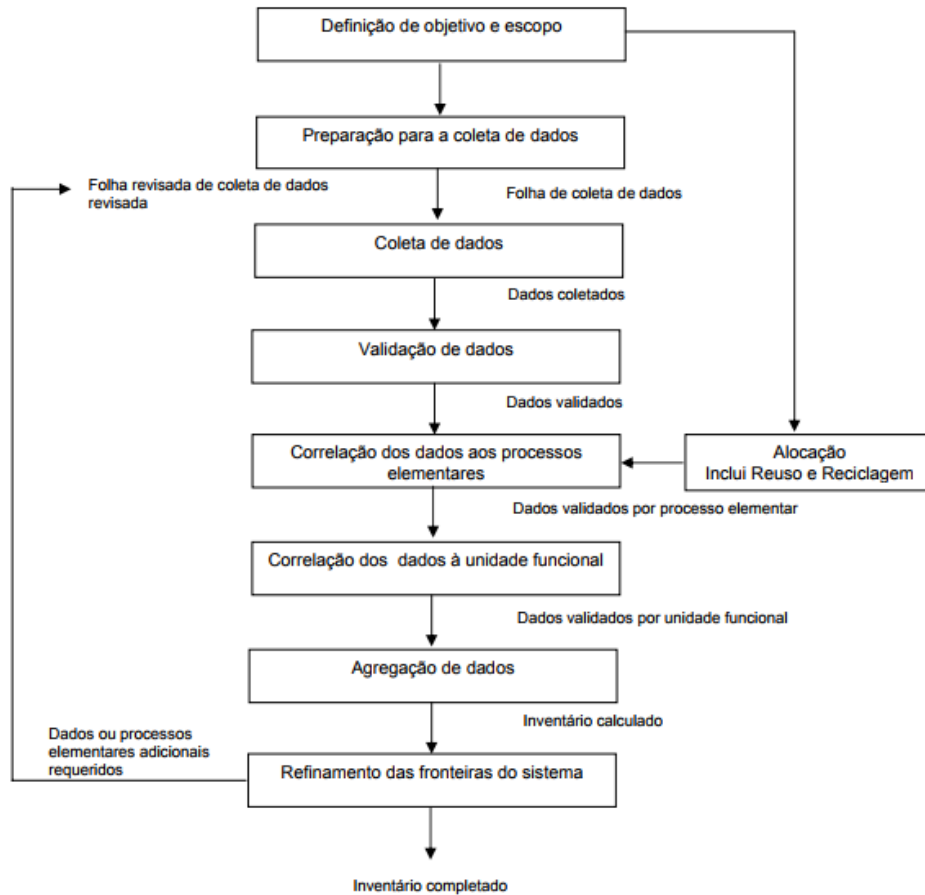 Definição de objetivo e escopo
Preparação para a coleta de dados
Folha revisada de coleta de dados
revisada
Folha de coleta de dados
Coleta de dados
Dados coletados
Validação de dados
Dados validados
Correlação dos dados aos processos
elementares
Alocação
Inclui Reuso e Reciclagem
Dados validados por processo elementar
Correlação dos dados à unidade funcional
Dados validados por unidade funcional
Agregação de dados
Inventário calculado
Dados ou processos
elementares adicionais
requeridos
Refinamento das fronteiras do sistema
Inventário completado